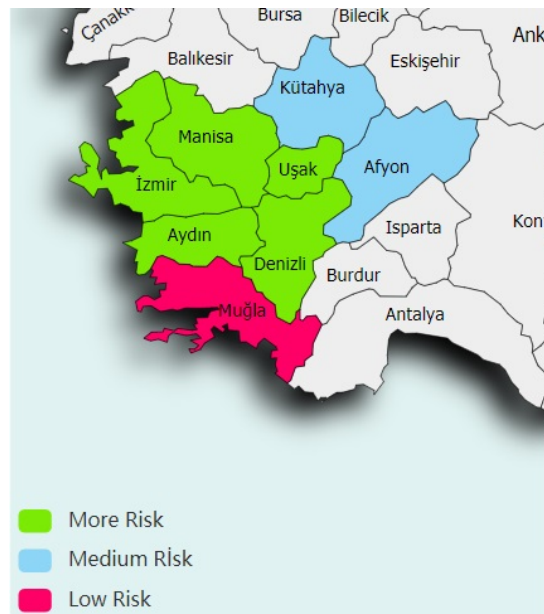 Çanakk
Bursa
Bilecik
Ank
Balıkesir
Eskişehir
Kütahya
Manisa
Uşak
Afyon
İzmir
Isparta
Kon
Aydın
Denizli
Burdur
Muğla
Antalya
More Risk
Medium Rİsk
Low Risk